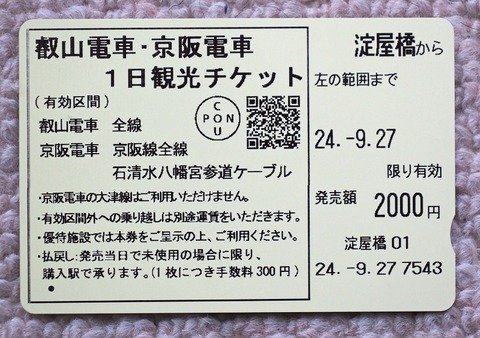 叡山電車・京阪電車
1日観光チケット
(有効区間)
叡山電車 全線
京阪電車 京阪線全線
石清水八幡宮参道ケーブル
COUPON
・京阪電車の大津線はご利用いただけません。
・有効区間外への乗り越しは別途運賃をいただきます。
・優待施設では本券をご呈示の上、ご利用ください。
・払戻し:発売当日で未使用の場合に限り、
購入駅で承ります。(1枚につき手数料300円)
淀屋橋から
左の範囲まで
24.-9.27
限り有効
発売額 2000円
淀屋橋 01
24.-9.27 7543